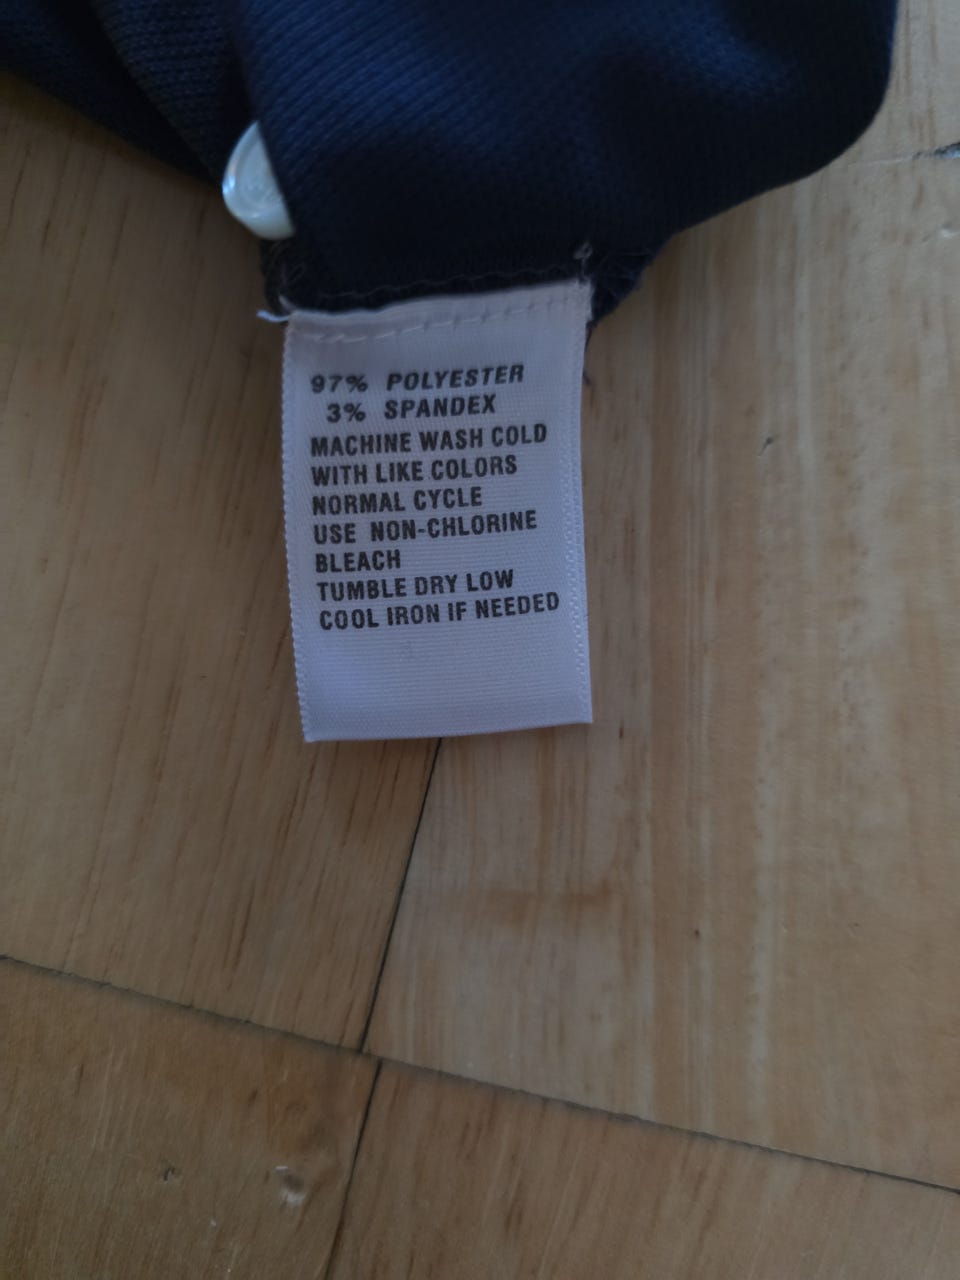 97% POLYESTER
3% SPANDEX
MACHINE WASH COLD
WITH LIKE COLORS
NORMAL CYCLE
USE NON-CHLORINE
BLEACH
TUMBLE DRY LOW
COOL IRON IF NEEDED